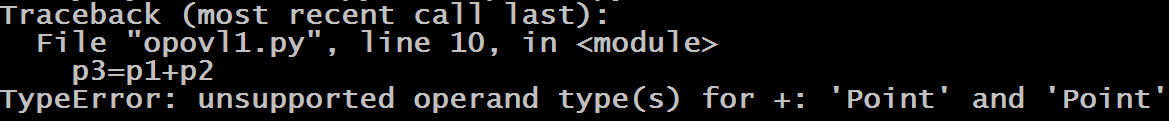 Traceback (most recent call last):
  File "opovl1.py", line 10, in <module>
    p3=p1+p2
TypeError: unsupported operand type(s) for +: 'Point' and 'Point'